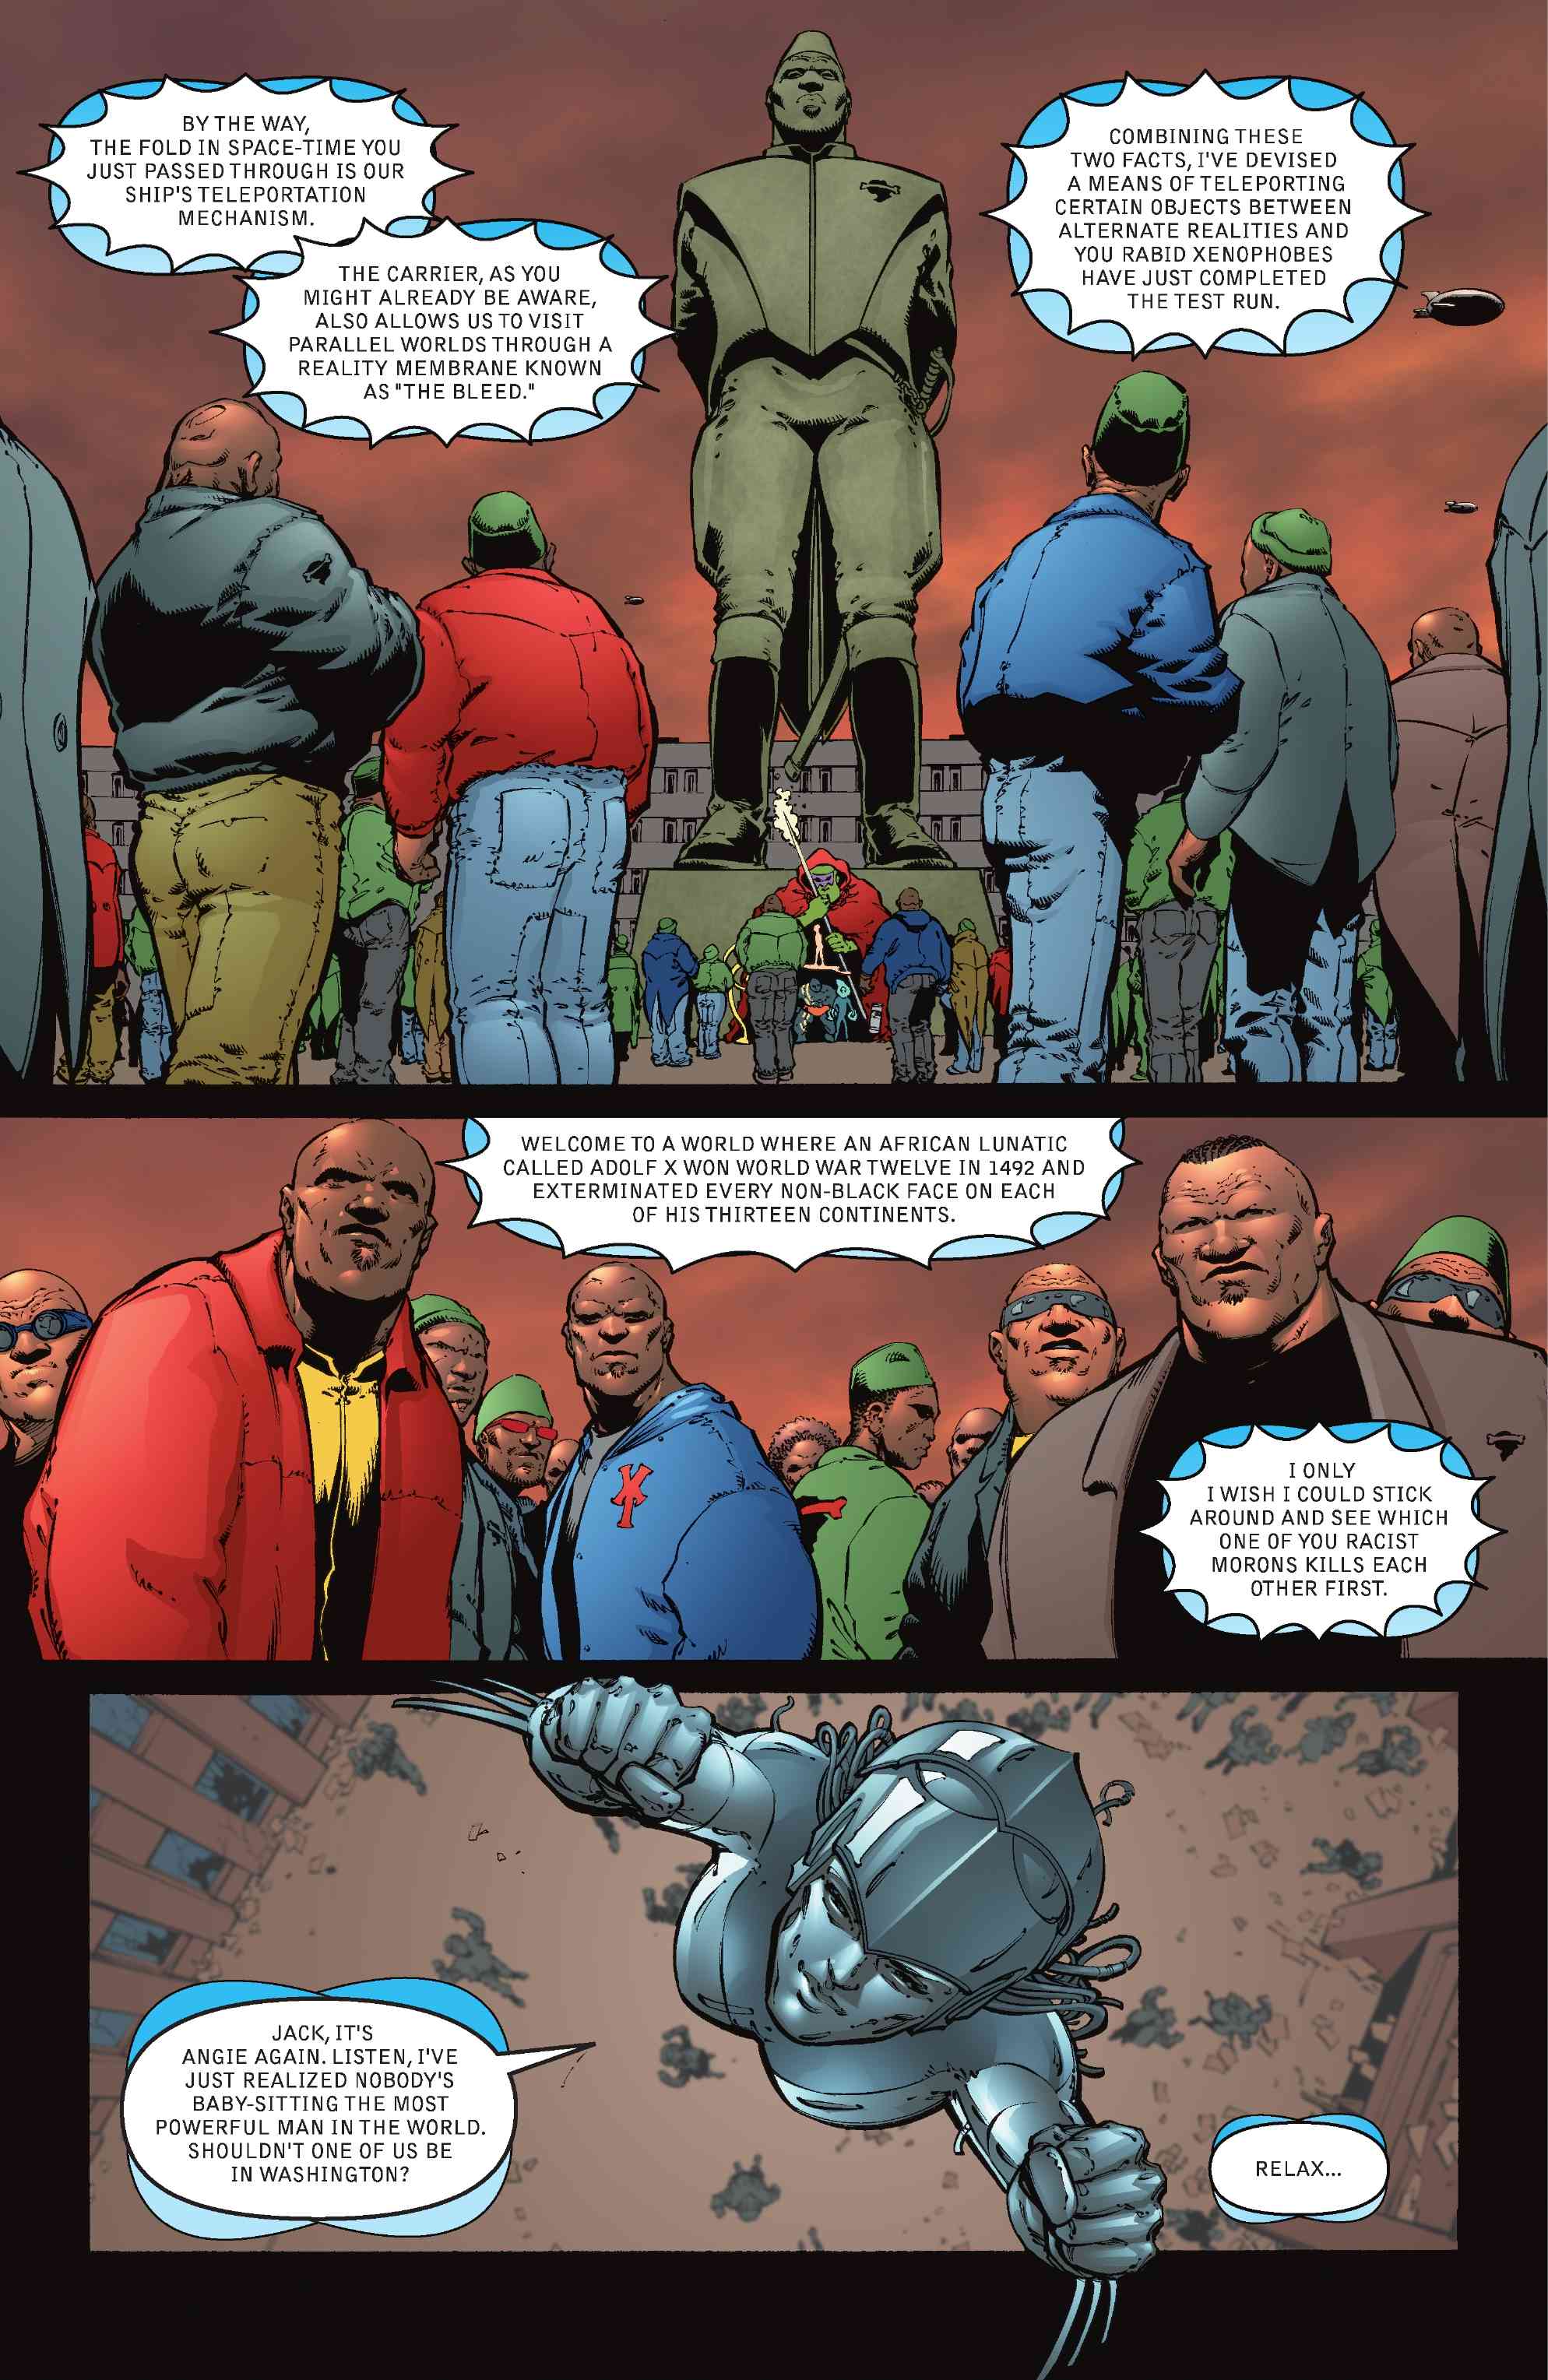 BY THE WAY,
THE FOLD IN SPACE-TIME YOU
JUST PASSED THROUGH IS OUR
SHIP'S TELEPORTATION
MECHANISM.
THE CARRIER, AS YOU
MIGHT ALREADY BE AWARE,
ALSO ALLOWS US TO VISIT
PARALLEL WORLDS THROUGH A
REALITY MEMBRANE KNOWN
AS "THE BLEED."
COMBINING THESE
TWO FACTS, I'VE DEVISED
A MEANS OF TELEPORTING
CERTAIN OBJECTS BETWEEN
ALTERNATE REALITIES AND
YOU RABID XENOPHOBES
HAVE JUST COMPLETED
THE TEST RUN.
WELCOME TO A WORLD WHERE AN AFRICAN LUNATIC
CALLED ADOLF X WON WORLD WAR TWELVE IN 1492 AND
EXTERMINATED EVERY NON-BLACK FACE ON EACH
OF HIS THIRTEEN CONTINENTS.
I ONLY
I WISH I COULD STICK
AROUND AND SEE WHICH
ONE OF YOU RACIST
MORONS KILLS EACH
OTHER FIRST.
JACK, IT'S
ANGIE AGAIN. LISTEN, I'VE
JUST REALIZED NOBODY'S
BABY-SITTING THE MOST
POWERFUL MAN IN THE WORLD.
SHOULDN'T ONE OF US BE
IN WASHINGTON?
RELAX...